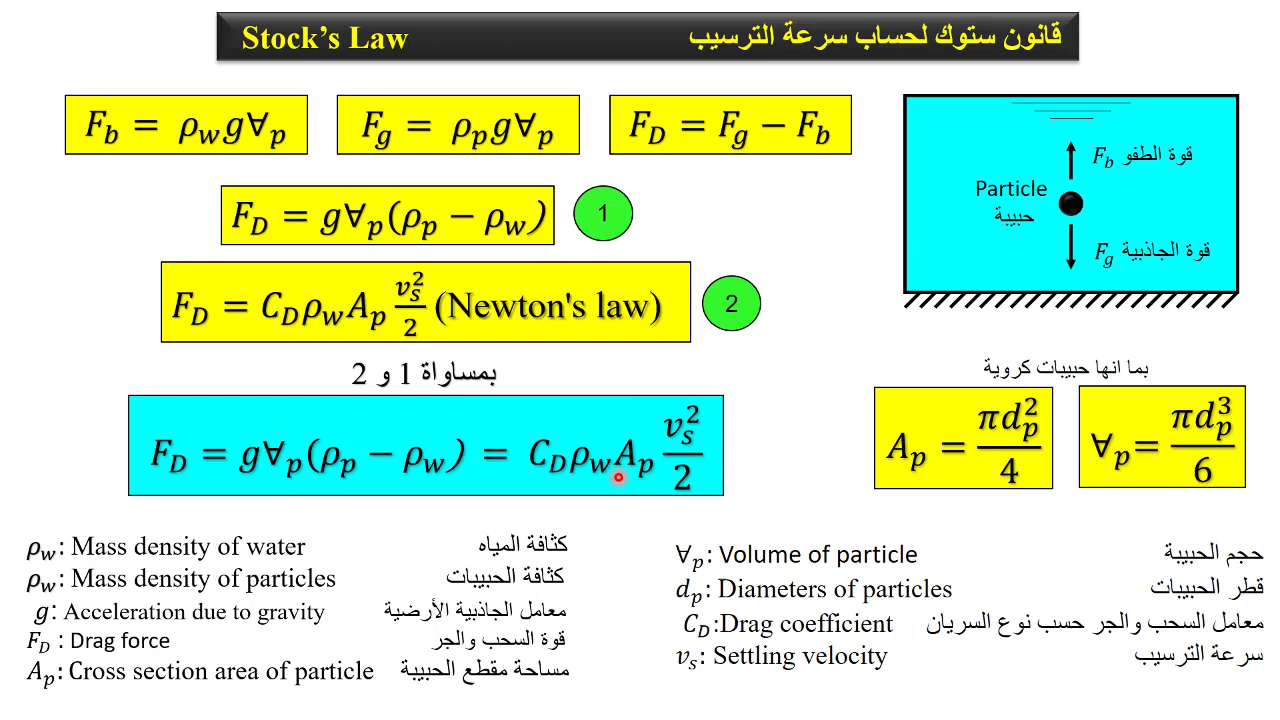 Stock's Law قانون ستوك لحساب سرعة الترسيب
F_b = ρ_w g∀_p
F_g = ρ_p g∀_p
F_D = F_g − F_b
F_D = g∀_p(ρ_p − ρ_w)
1
F_D = C_D ρ_w A_p v_s^2/2 (Newton's law)
2
بمساواة 1 و 2
F_D = g∀_p(ρ_p − ρ_w) = C_D ρ_w A_p v_s^2/2
F_b قوة الطفو
Particle
حبيبة
F_g قوة الجاذبية
بما انها حبيبات كروية
A_p = πd_p^2/4
∀_p= πd_p^3/6
ρ_w: Mass density of water كثافة المياه
ρ_w: Mass density of particles كثافة الحبيبات
g: Acceleration due to gravity معامل الجاذبية الأرضية
F_D : Drag force قوة السحب والجر
A_p: Cross section area of particle مساحة مقطع الحبيبة
∀_p: Volume of particle حجم الحبيبة
d_p: Diameters of particles قطر الحبيبات
C_D:Drag coefficient معامل السحب والجر حسب نوع السريان
v_s: Settling velocity سرعة الترسيب